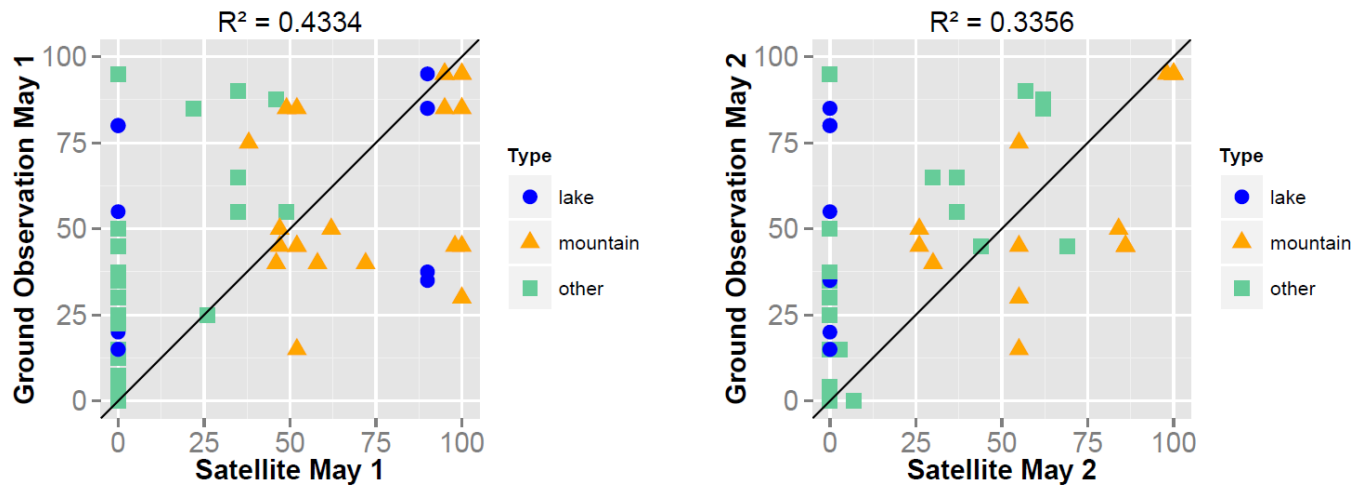 R² = 0.4334
Ground Observation May 1
100
75
50
25
0
0 25 50 75 100
Satellite May 1
Type
lake
mountain
other
R² = 0.3356
Ground Observation May 2
100
75
50
25
0
0 25 50 75 100
Satellite May 2
Type
lake
mountain
other